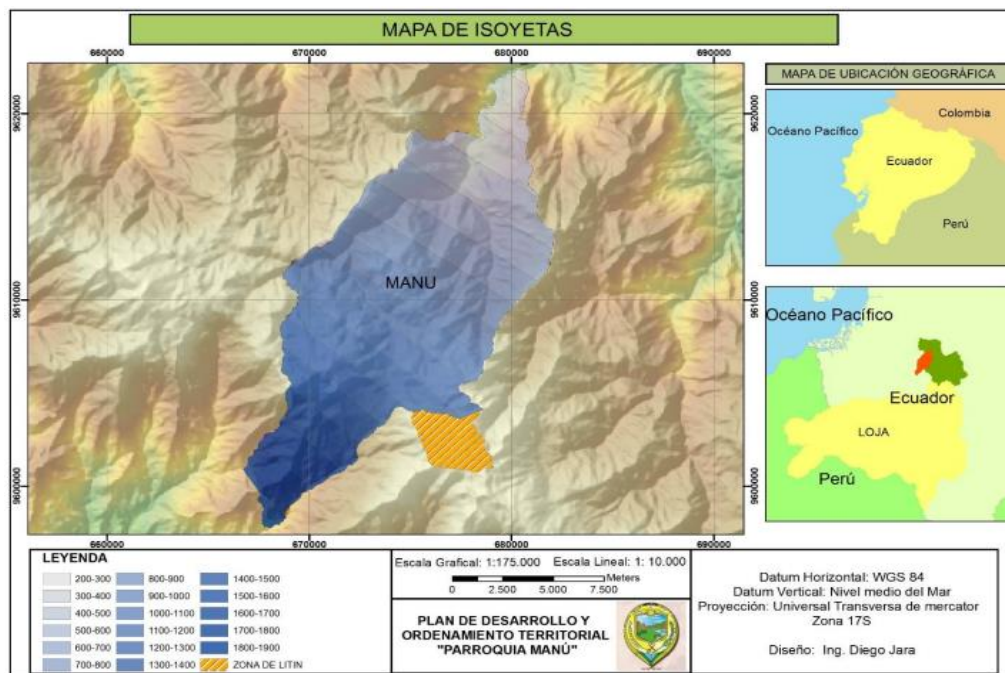 MAPA DE ISOYETAS
660000 670000 680000 690000
9620000 9620000
MANU
9610000 9610000
9600000 9600000
660000 670000 680000 690000
MAPA DE UBICACIÓN GEOGRÁFICA
Colombia
Océano Pacífico
Ecuador
Perú
Océano Pacífico
Ecuador
LOJA
Perú
LEYENDA
200-300 800-900 1400-1500
300-400 900-1000 1500-1600
400-500 1000-1100 1600-1700
500-600 1100-1200 1700-1800
600-700 1200-1300 1800-1900
700-800 1300-1400 ZONA DE LITIN
Escala Grafical: 1:175.000 Escala Lineal: 1: 10.000
Meters
0 2.500 5.000 7.500
PLAN DE DESARROLLO Y
ORDENAMIENTO TERRITORIAL
"PARROQUIA MANÚ"
Datum Horizontal: WGS 84
Datum Vertical: Nivel medio del Mar
Proyección: Universal Transversa de mercator
Zona 17S
Diseño: Ing. Diego Jara